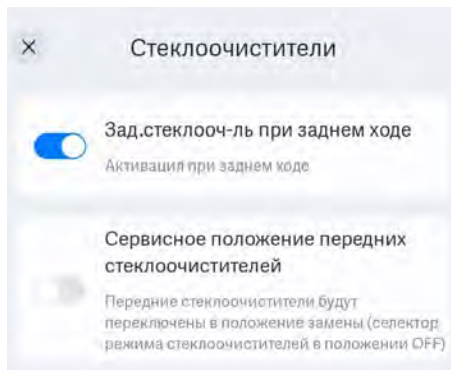 Стеклоочистители
Зад.стеклооч-ль при заднем ходе
Активация при заднем ходе
Сервисное положение передних
стеклоочистителей
Передние стеклоочистители будут
переключены в положение замены (селектор
режима стеклоочистителей в положении OFF)